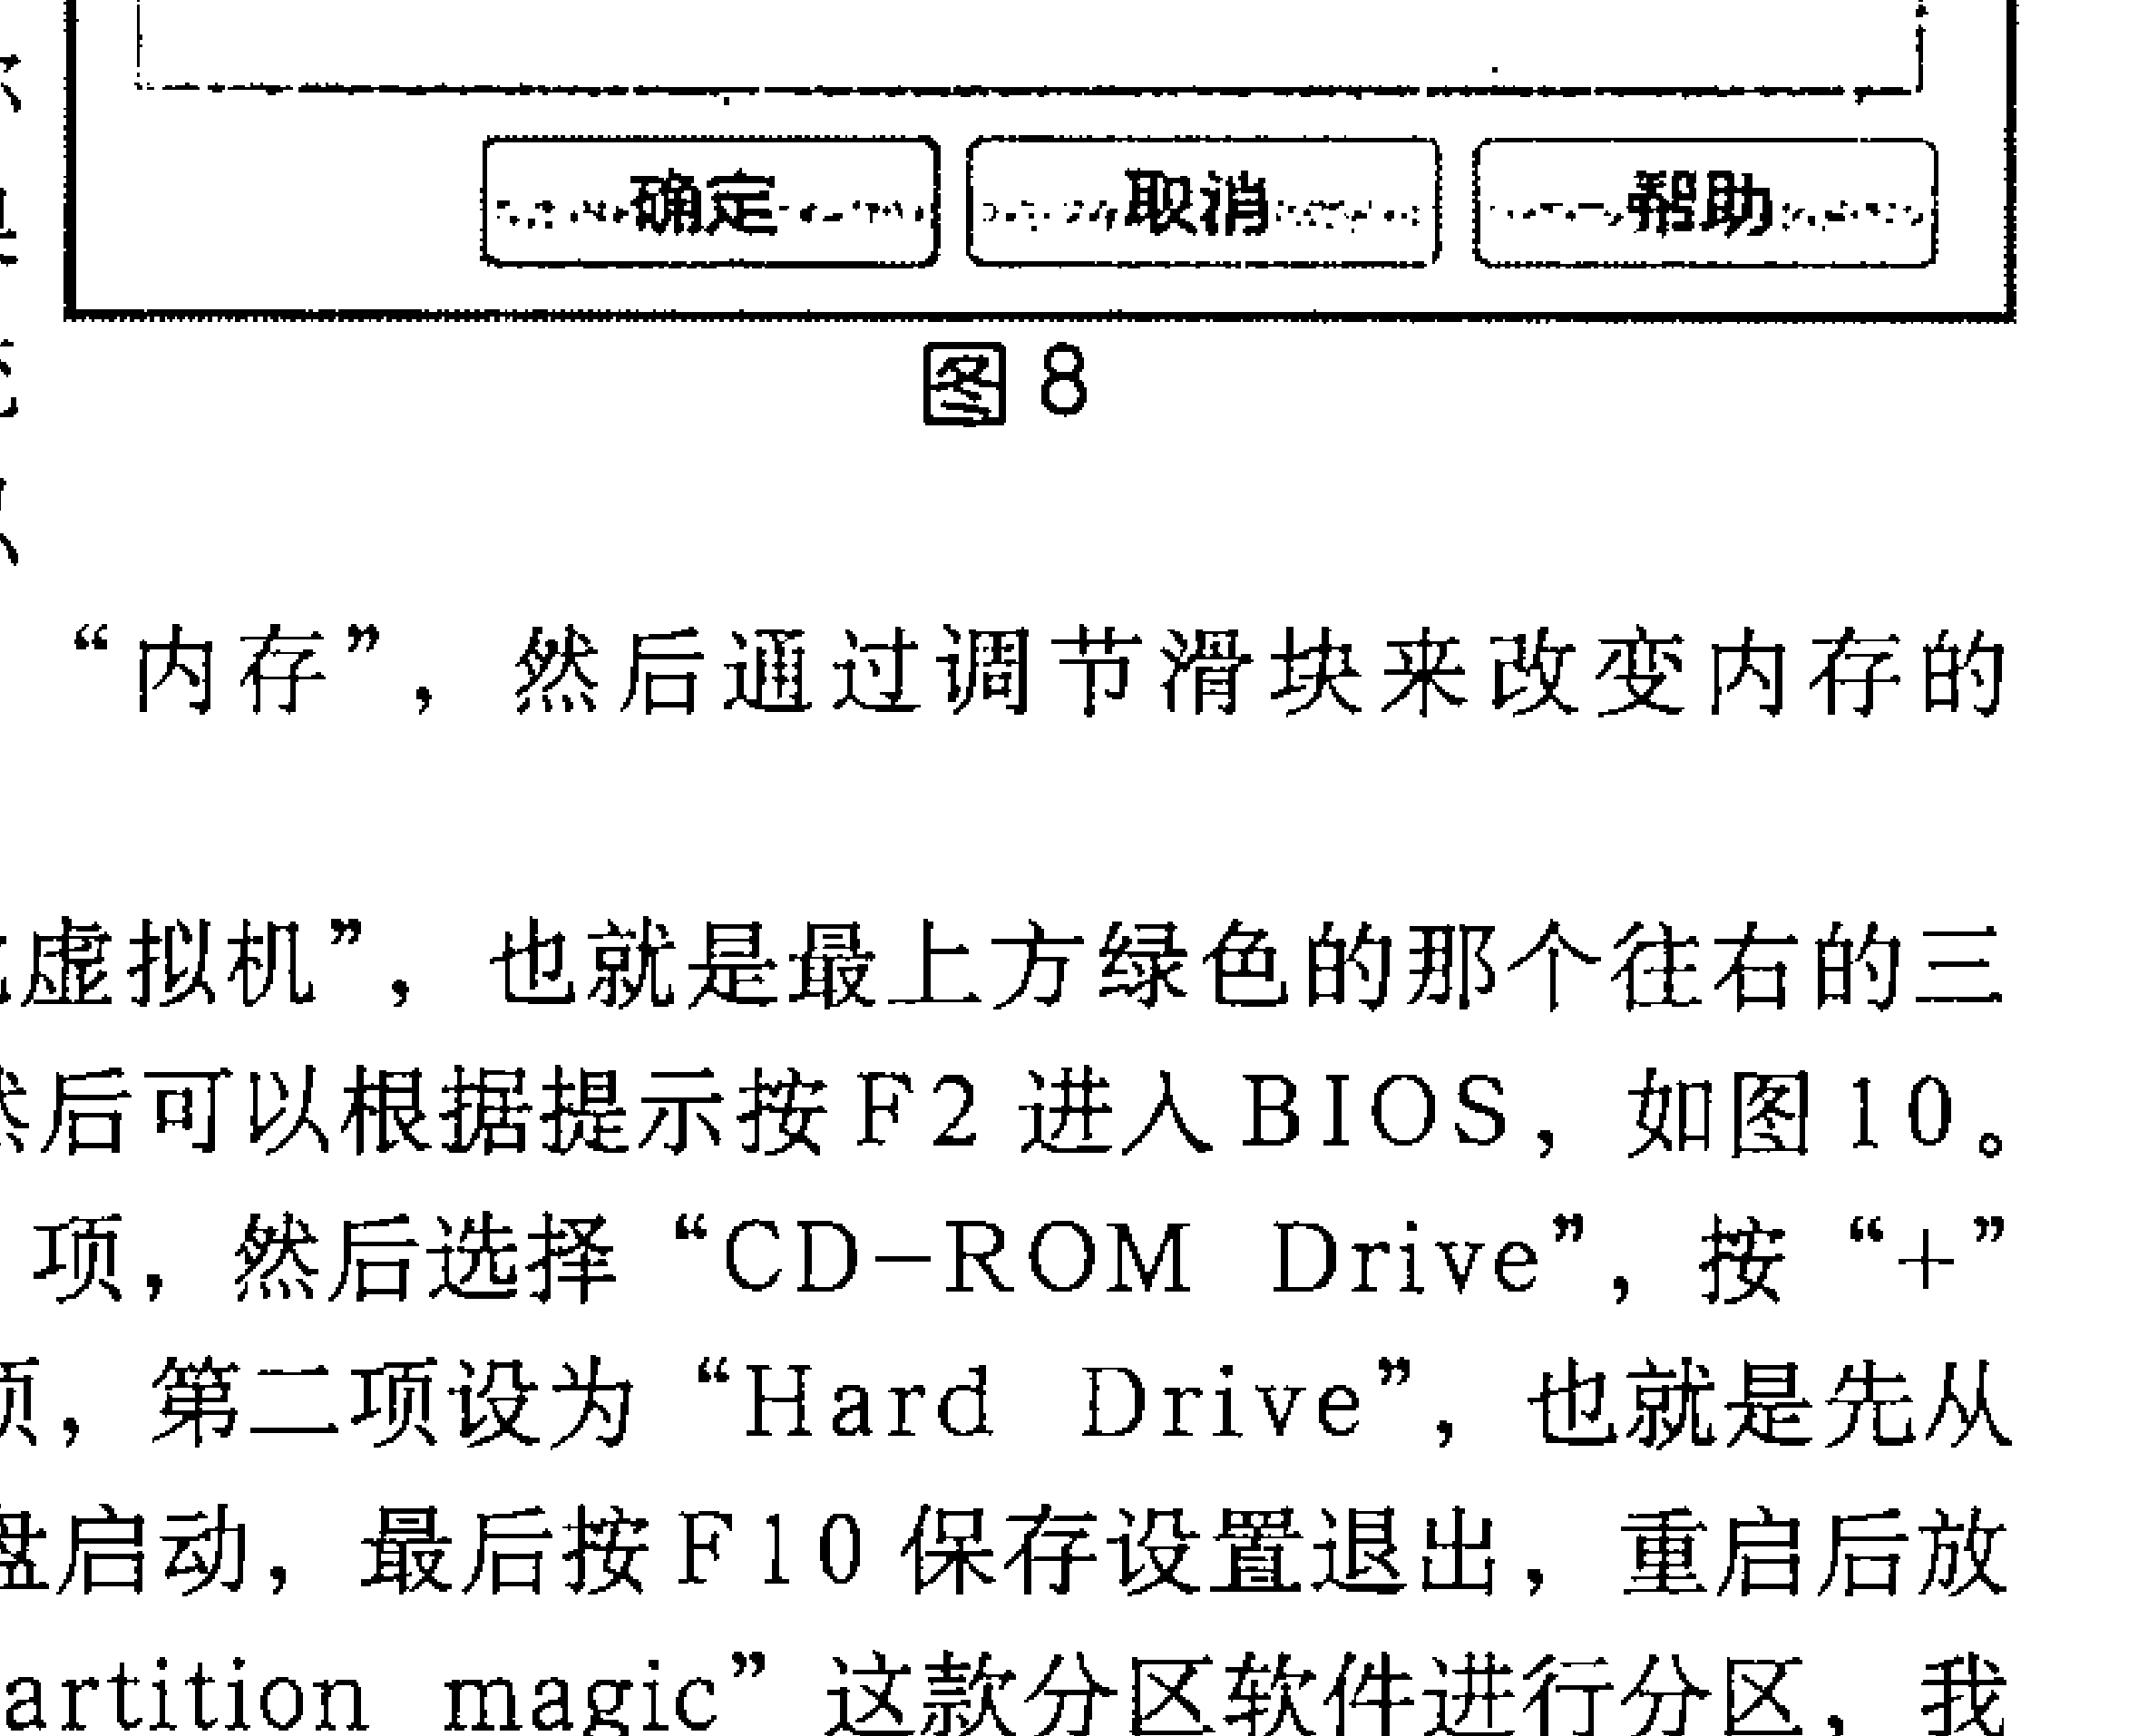 确定 取消 帮助
图 8
“内存”，然后通过调节滑块来改变内存的
虚拟机”，也就是最上方绿色的那个往右的三
后可以根据提示按 F2 进入 BIOS，如图 10。
项，然后选择 “CD-ROM Drive”，按 “+”
，第二项设为 “Hard Drive”，也就是先从
盘启动，最后按 F10 保存设置退出，重启后放
artition magic” 这款分区软件进行分区，我